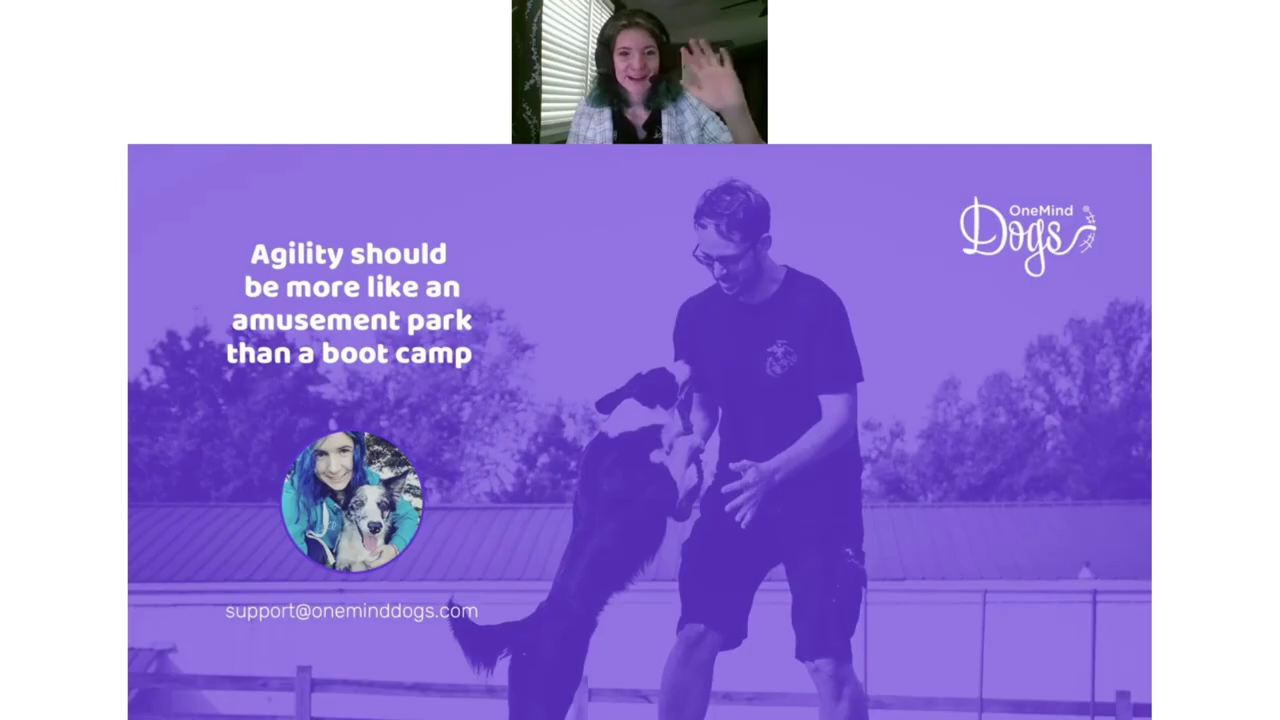 Agility should
be more like an
amusement park
than a boot camp
OneMind
Dogs
support@oneminddogs.com